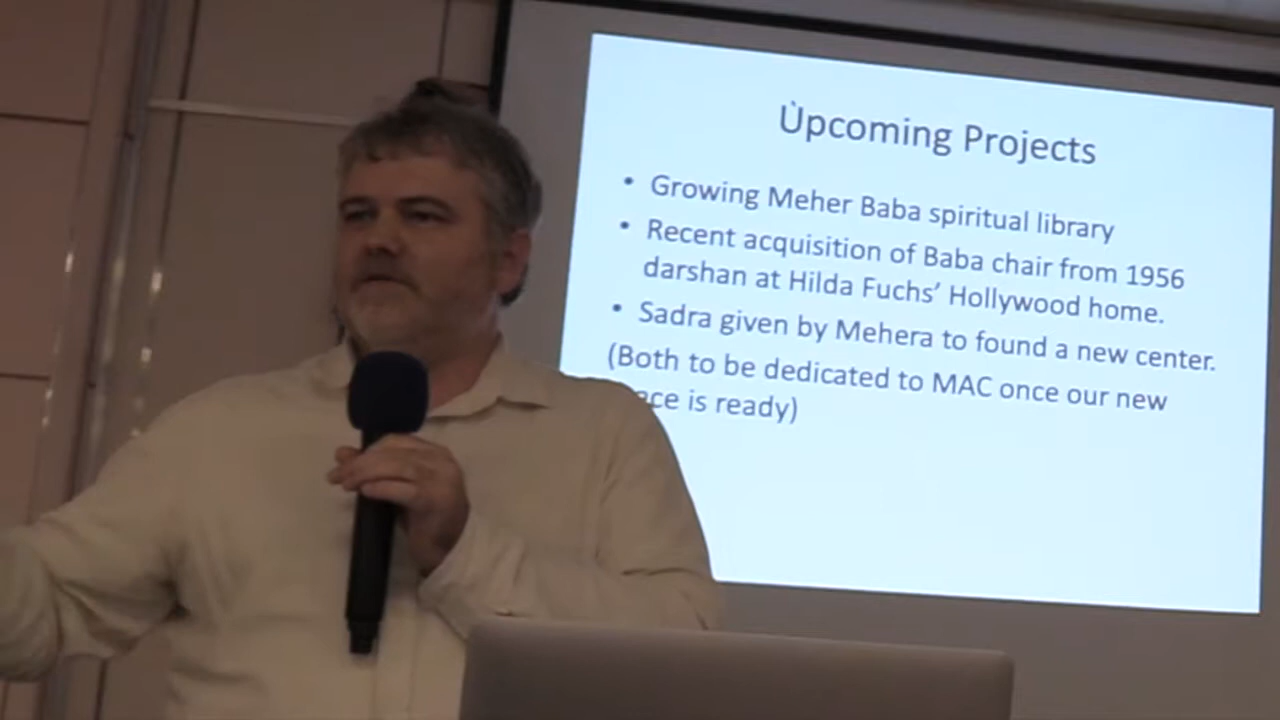 Ùpcoming Projects
• Growing Meher Baba spiritual library
• Recent acquisition of Baba chair from 1956
darshan at Hilda Fuchs’ Hollywood home.
• Sadra given by Mehera to found a new center.
(Both to be dedicated to MAC once our new
is ready)